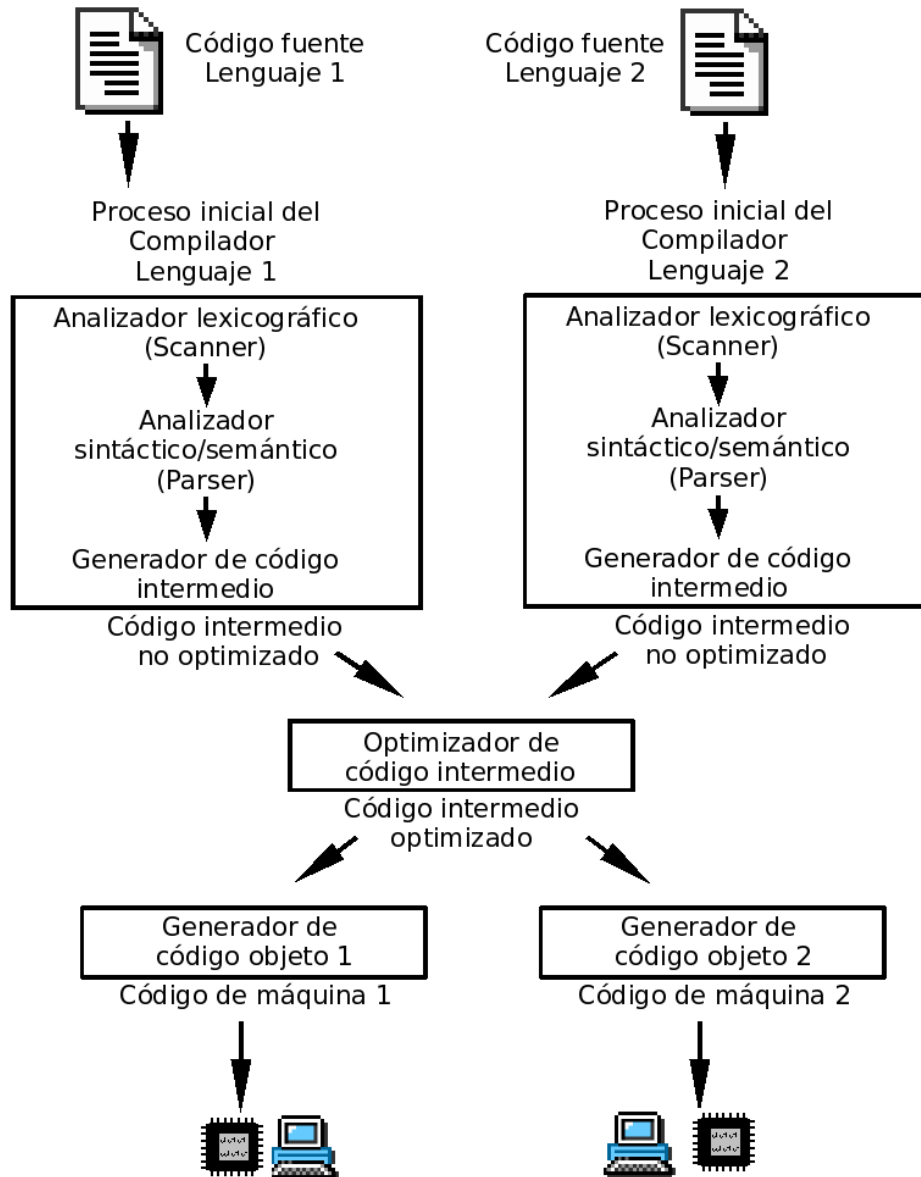 Código fuente
Lenguaje 1
Código fuente
Lenguaje 2
Proceso inicial del
Compilador
Lenguaje 1
Proceso inicial del
Compilador
Lenguaje 2
Analizador lexicográfico
(Scanner)
Analizador
sintáctico/semántico
(Parser)
Generador de código
intermedio
Analizador lexicográfico
(Scanner)
Analizador
sintáctico/semántico
(Parser)
Generador de código
intermedio
Código intermedio
no optimizado
Código intermedio
no optimizado
Optimizador de
código intermedio
Código intermedio
optimizado
Generador de
código objeto 1
Generador de
código objeto 2
Código de máquina 1
Código de máquina 2